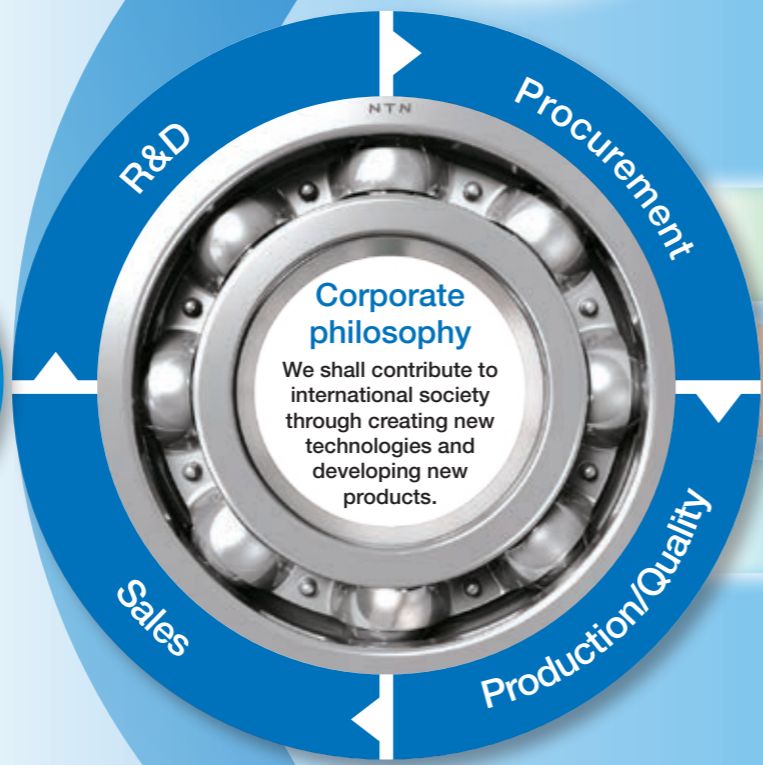 R&D
Procurement
NTN
Corporate
philosophy
We shall contribute to
international society
through creating new
technologies and
developing new
products.
Sales
Production/Quality